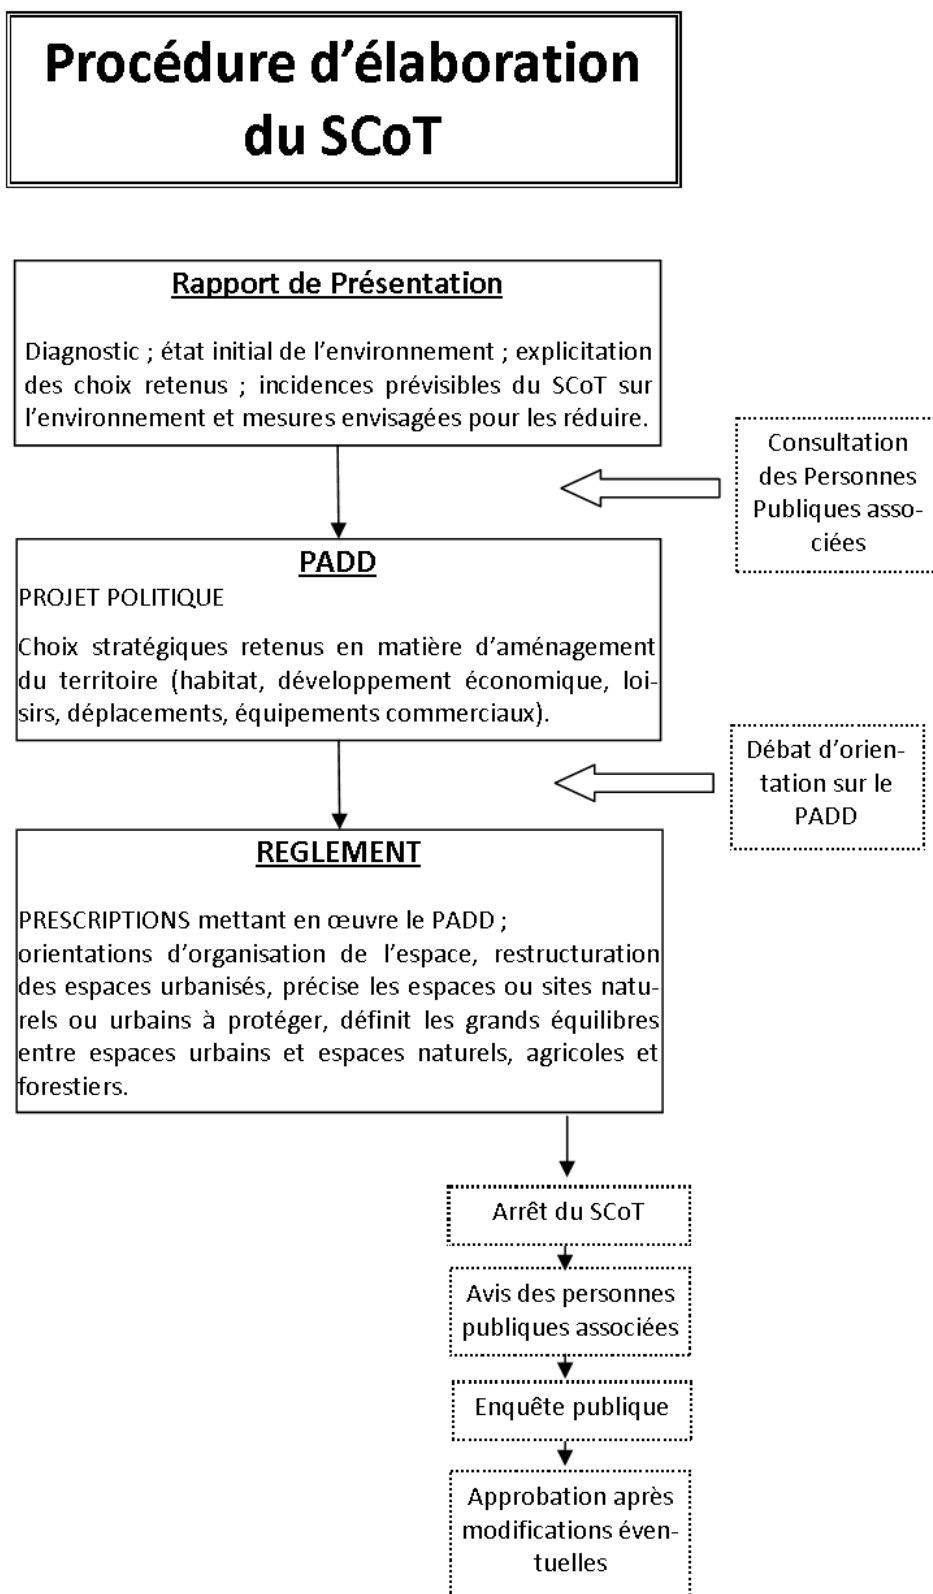 Procédure d’élaboration
du SCoT
Rapport de Présentation
Diagnostic ; état initial de l’environnement ; explicitation
des choix retenus ; incidences prévisibles du SCoT sur
l’environnement et mesures envisagées pour les réduire.
Consultation
des Personnes
Publiques asso-
ciées
PADD
PROJET POLITIQUE
Choix stratégiques retenus en matière d’aménagement
du territoire (habitat, développement économique, loi-
sirs, déplacements, équipements commerciaux).
Débat d’orien-
tation sur le
PADD
REGLEMENT
PRESCRIPTIONS mettant en œuvre le PADD ;
orientations d’organisation de l’espace, restructuration
des espaces urbanisés, précise les espaces ou sites natu-
rels ou urbains à protéger, définit les grands équilibres
entre espaces urbains et espaces naturels, agricoles et
forestiers.
Arrêt du SCoT
Avis des personnes
publiques associées
Enquête publique
Approbation après
modifications éven-
tuelles